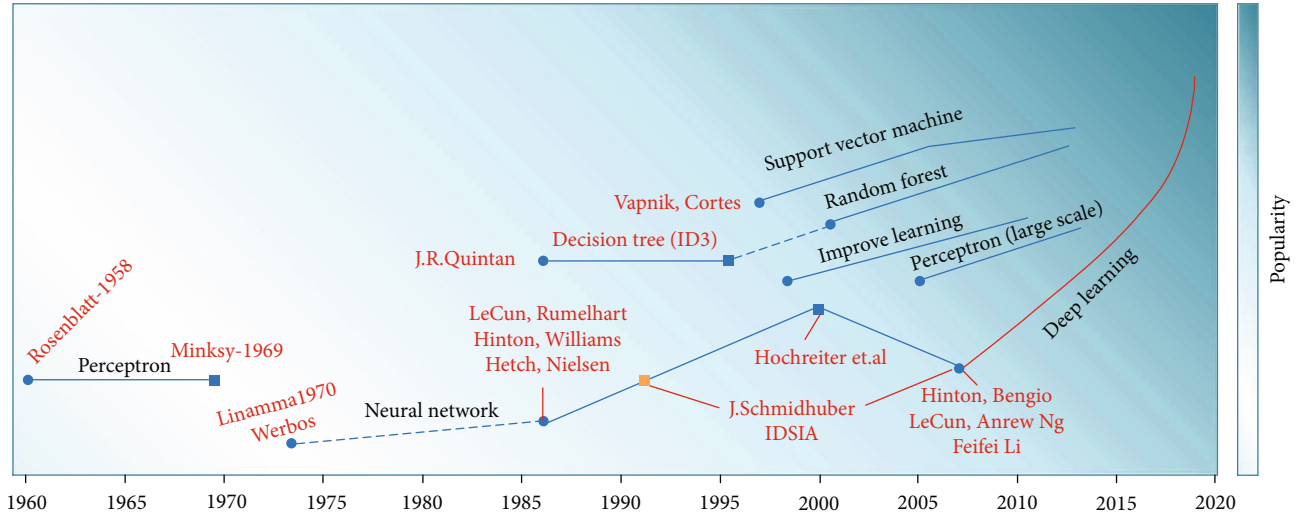 Support vector machine
Vapnik, Cortes
Random forest
Decision tree (ID3)
J.R.Quintan
Improve learning
Perceptron (large scale)
Deep learning
Popularity
Rosenblatt-1958
Perceptron
Minksy-1969
LeCun, Rumelhart
Hinton, Williams
Hetch, Nielsen
Hochreiter et.al
Linamma1970
Werbos
Neural network
J.Schmidhuber
IDSIA
Hinton, Bengio
LeCun, Anrew Ng
Feifei Li
1960 1965 1970 1975 1980 1985 1990 1995 2000 2005 2010 2015 2020